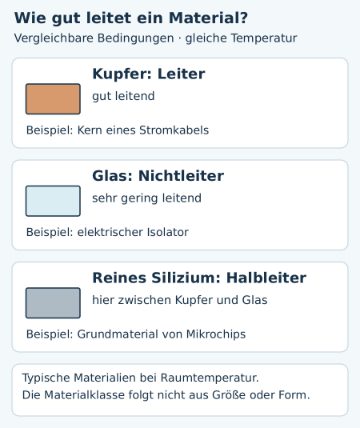 Wie gut leitet ein Material?
Vergleichbare Bedingungen · gleiche Temperatur
Kupfer: Leiter
gut leitend
Beispiel: Kern eines Stromkabels
Glas: Nichtleiter
sehr gering leitend
Beispiel: elektrischer Isolator
Reines Silizium: Halbleiter
hier zwischen Kupfer und Glas
Beispiel: Grundmaterial von Mikrochips
Typische Materialien bei Raumtemperatur.
Die Materialklasse folgt nicht aus Größe oder Form.